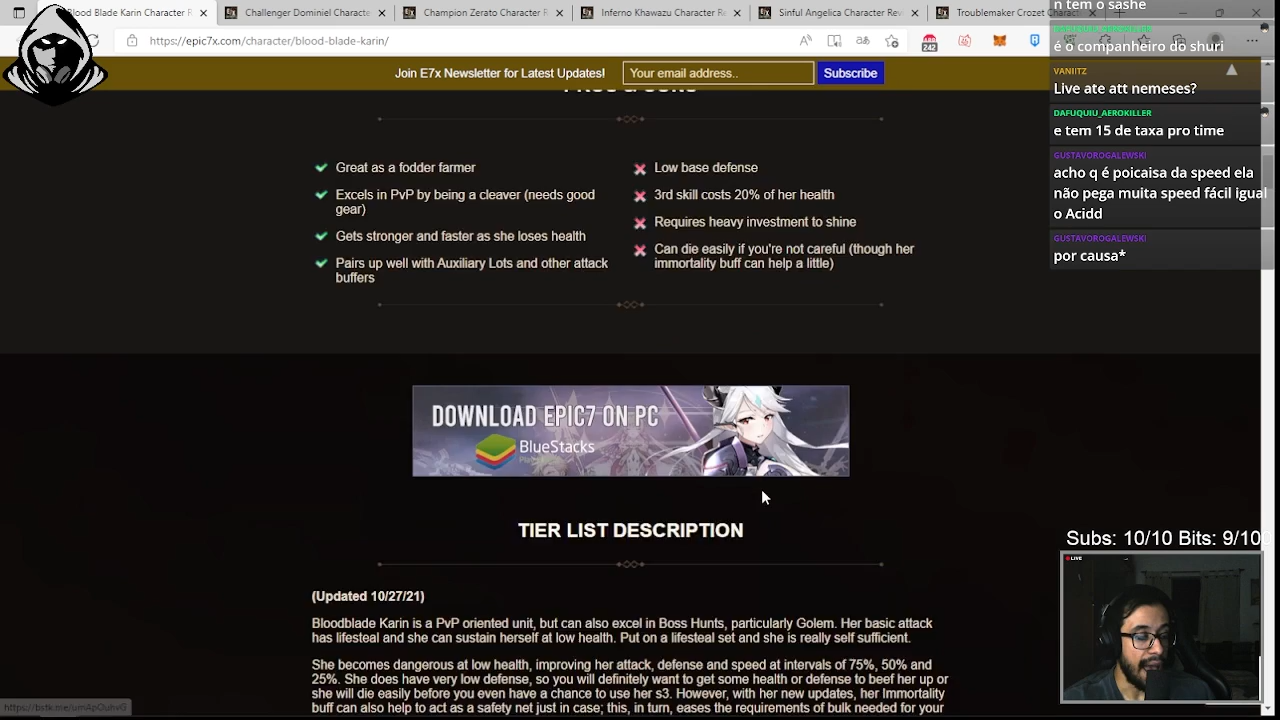 Blood Blade Karin Character R
Challenger Dominiel Character
Champion Zerato Character R
Inferno Khawazu Character Re
Sinful Angelica Character Rev
Troublemaker Crozet Charact
https://epic7x.com/character/blood-blade-karin/
242
Join E7x Newsletter for Latest Updates!
Your email address..
Subscribe
Great as a fodder farmer
Excels in PvP by being a cleaver (needs good
gear)
Gets stronger and faster as she loses health
Pairs up well with Auxiliary Lots and other attack
buffers
Low base defense
3rd skill costs 20% of her health
Requires heavy investment to shine
Can die easily if you're not careful (though her
immortality buff can help a little)
DOWNLOAD EPIC7 ON PC
BlueStacks
TIER LIST DESCRIPTION
(Updated 10/27/21)
Bloodblade Karin is a PvP oriented unit, but can also excel in Boss Hunts, particularly Golem. Her basic attack
has lifesteal and she can sustain herself at low health. Put on a lifesteal set and she is really self sufficient.
She becomes dangerous at low health, improving her attack, defense and speed at intervals of 75%, 50% and
25%. She does have very low defense, so you will definitely want to get some health or defense to beef her up or
she will die easily before you even have a chance to use her s3. However, with her new updates, her Immortality
buff can also help to act as a safety net just in case; this, in turn, eases the requirements of bulk needed for your
n tem o sashe
é o companheiro do shuri
VANIITZ
Live ate att nemeses?
DAFUQUIU_AEROKILLER
e tem 15 de taxa pro time
GUSTAVOROGALEWSKI
acho q é poicaisa da speed ela
não pega muita speed fácil igual
o Acidd
GUSTAVOROGALEWSKI
por causa*
Subs: 10/10 Bits: 9/100
LIVE